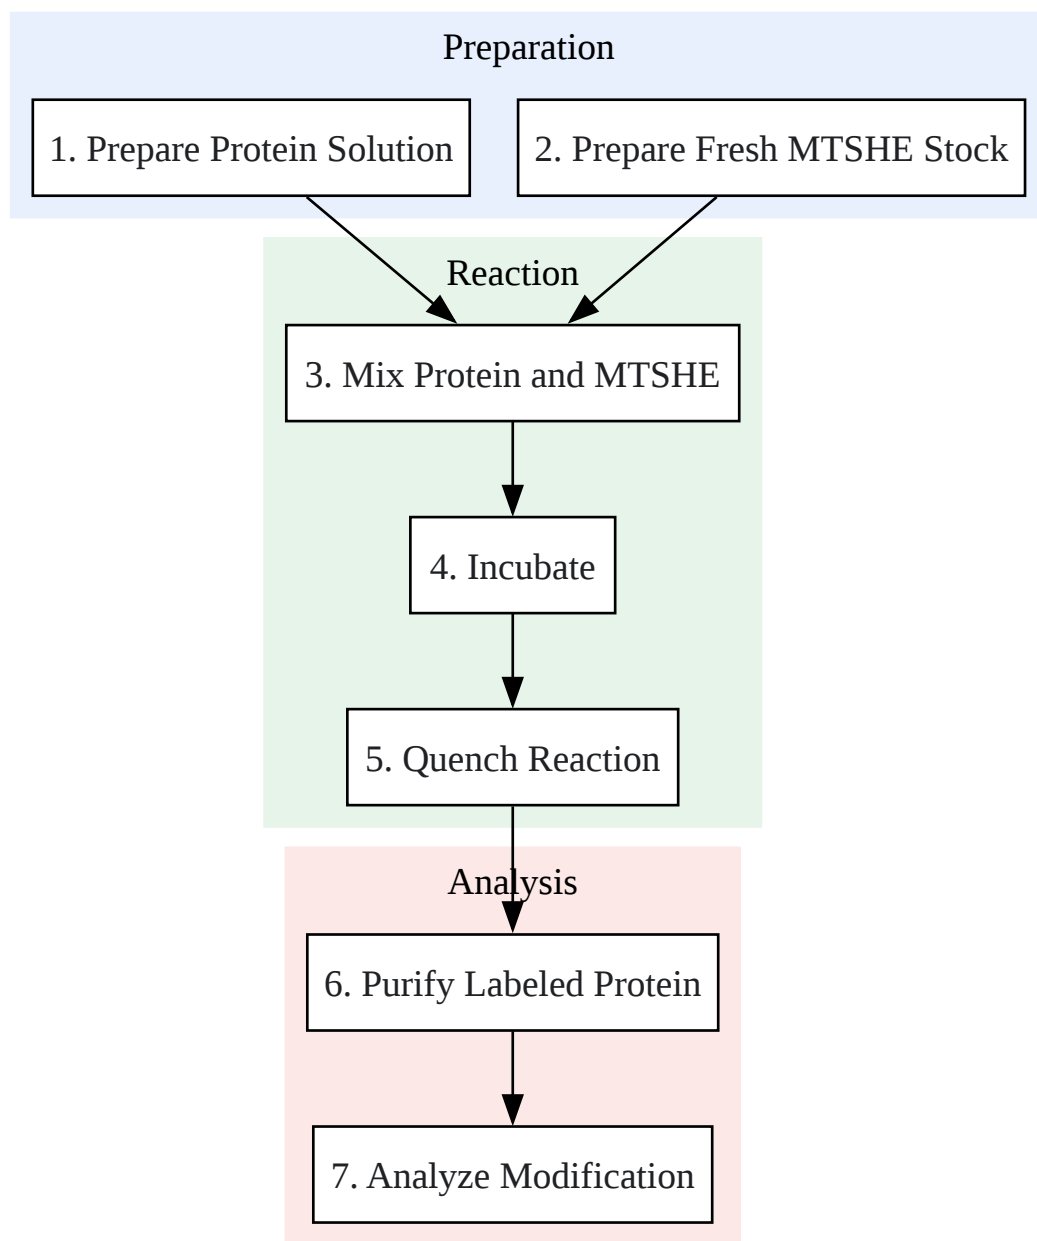 Preparation
1. Prepare Protein Solution
2. Prepare Fresh MTSHE Stock
Reaction
3. Mix Protein and MTSHE
4. Incubate
5. Quench Reaction
Analysis
6. Purify Labeled Protein
7. Analyze Modification